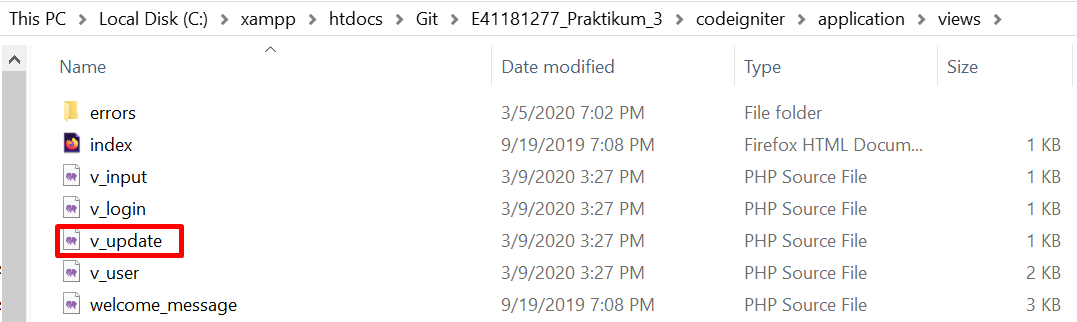 This PC > Local Disk (C:) > xampp > htdocs > Git > E41181277_Praktikum_3 > codeigniter > application > views >
Name Date modified Type Size
errors 3/5/2020 7:02 PM File folder
index 9/19/2019 7:08 PM Firefox HTML Docum... 1 KB
v_input 3/9/2020 3:27 PM PHP Source File 1 KB
v_login 3/9/2020 3:27 PM PHP Source File 1 KB
v_update 3/9/2020 3:27 PM PHP Source File 1 KB
v_user 3/9/2020 3:27 PM PHP Source File 2 KB
welcome_message 9/19/2019 7:08 PM PHP Source File 3 KB